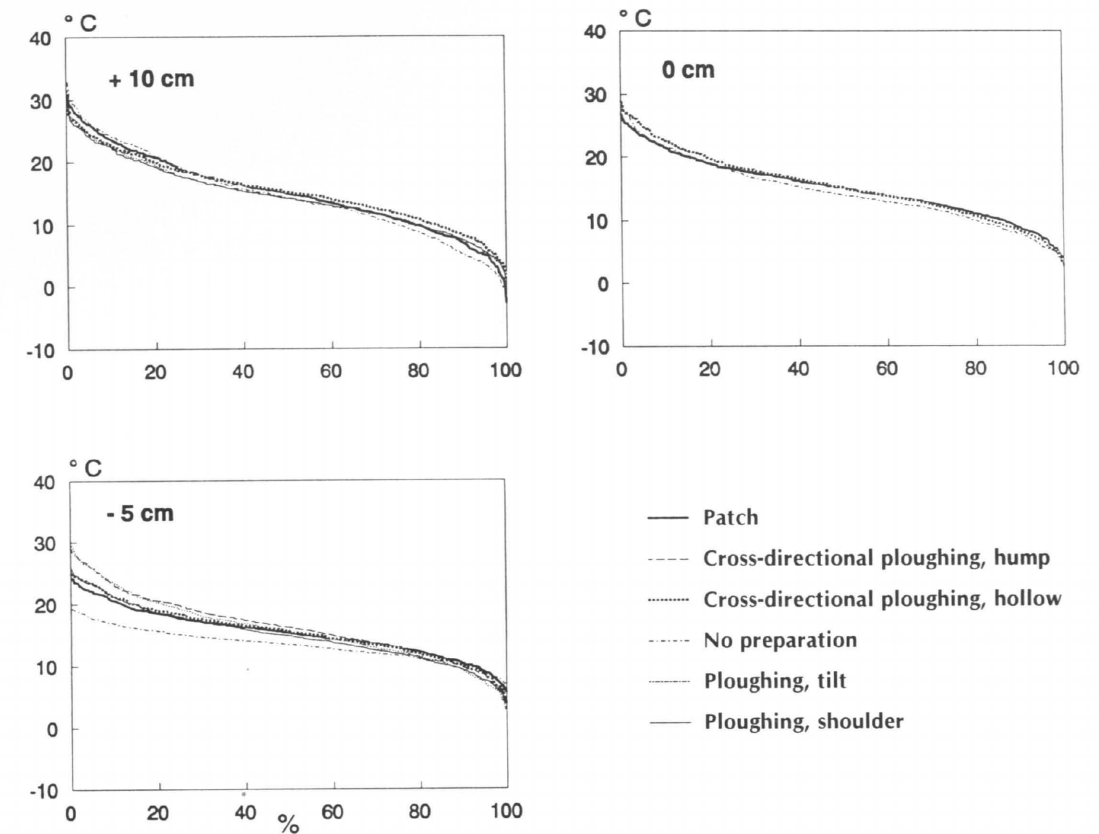 ° C
40
30
20
10
0
-10
+ 10 cm
0 20 40 60 80 100
° C
40
30
20
10
0
-10
0 cm
0 20 40 60 80 100
° C
40
30
20
10
0
-10
- 5 cm
0 20 40 60 80 100
%
Patch
Cross-directional ploughing, hump
Cross-directional ploughing, hollow
No preparation
Ploughing, tilt
Ploughing, shoulder